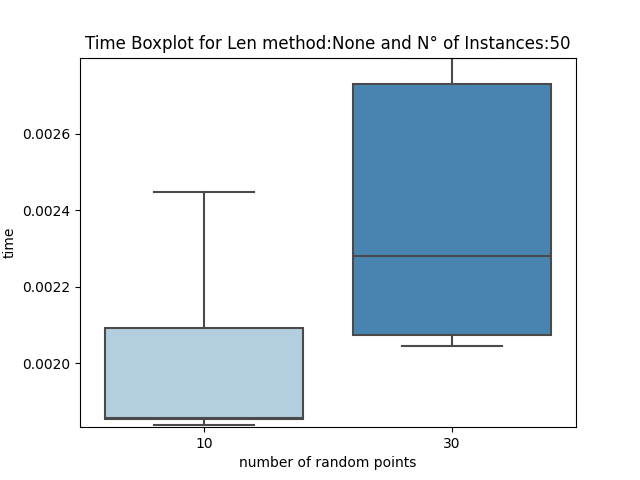 Time Boxplot for Len method:None and N° of Instances:50
0.0026
0.0024
0.0022
0.0020
time
10 30
number of random points